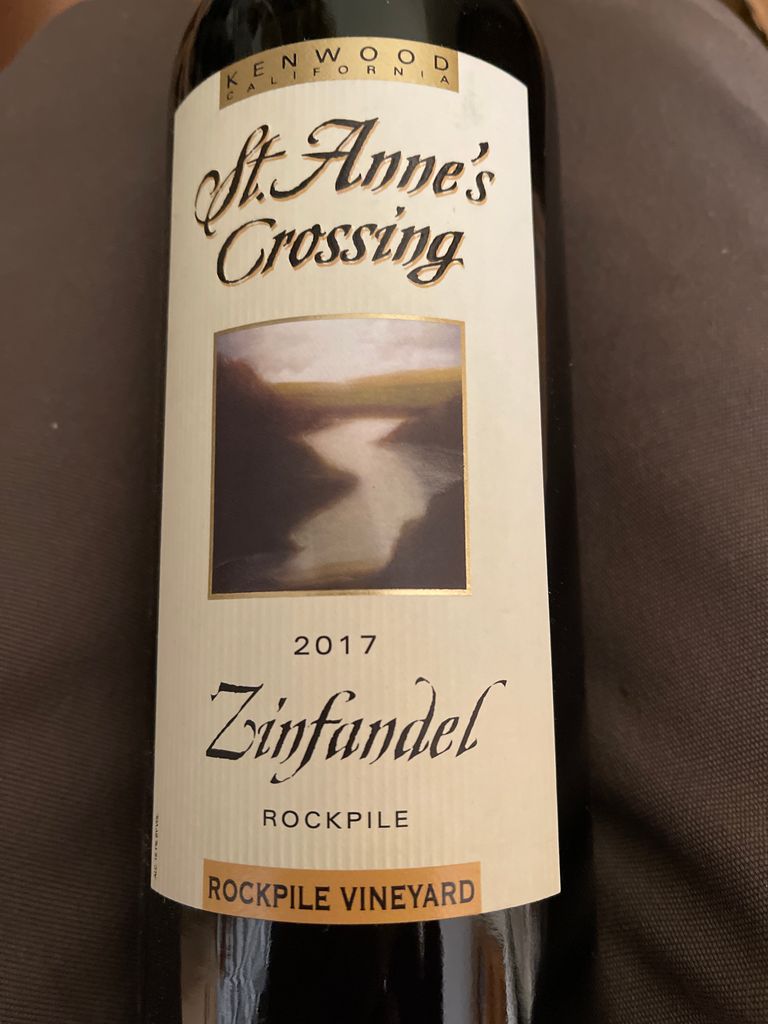 KENWOOD
CALIFORNIA
St. Anne's
Crossing
2017
Zinfandel
ROCKPILE
ROCKPILE VINEYARD